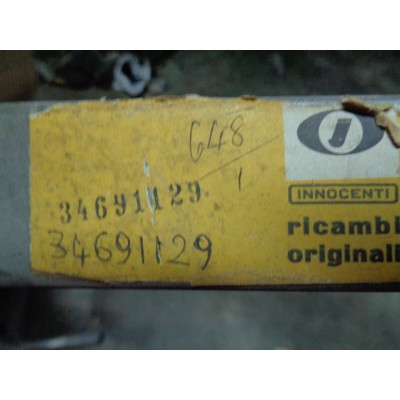 648
1
34691129
34691129
INNOCENTI
ricambi
originali